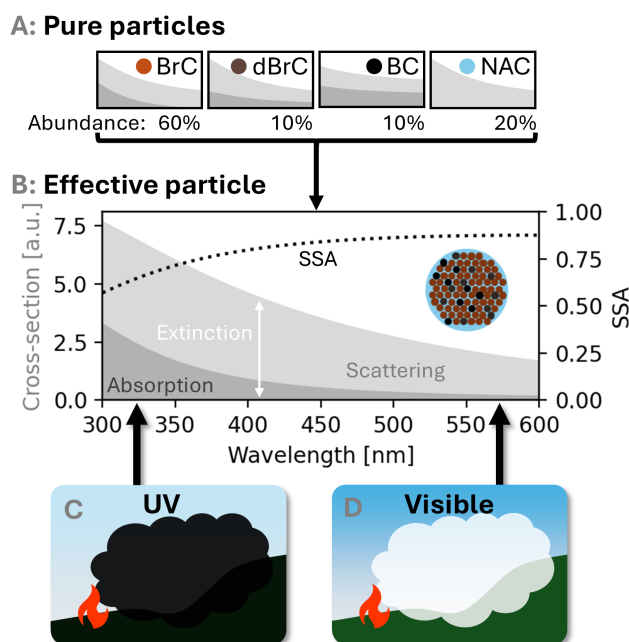 A: Pure particles
BrC
dBrC
BC
NAC
Abundance: 60% 10% 10% 20%
B: Effective particle
Cross-section [a.u.]
7.5
5.0
2.5
0.0
1.00
0.75
0.50
0.25
0.00
SSA
SSA
Extinction
Scattering
Absorption
300 350 400 450 500 550 600
Wavelength [nm]
C UV
D Visible